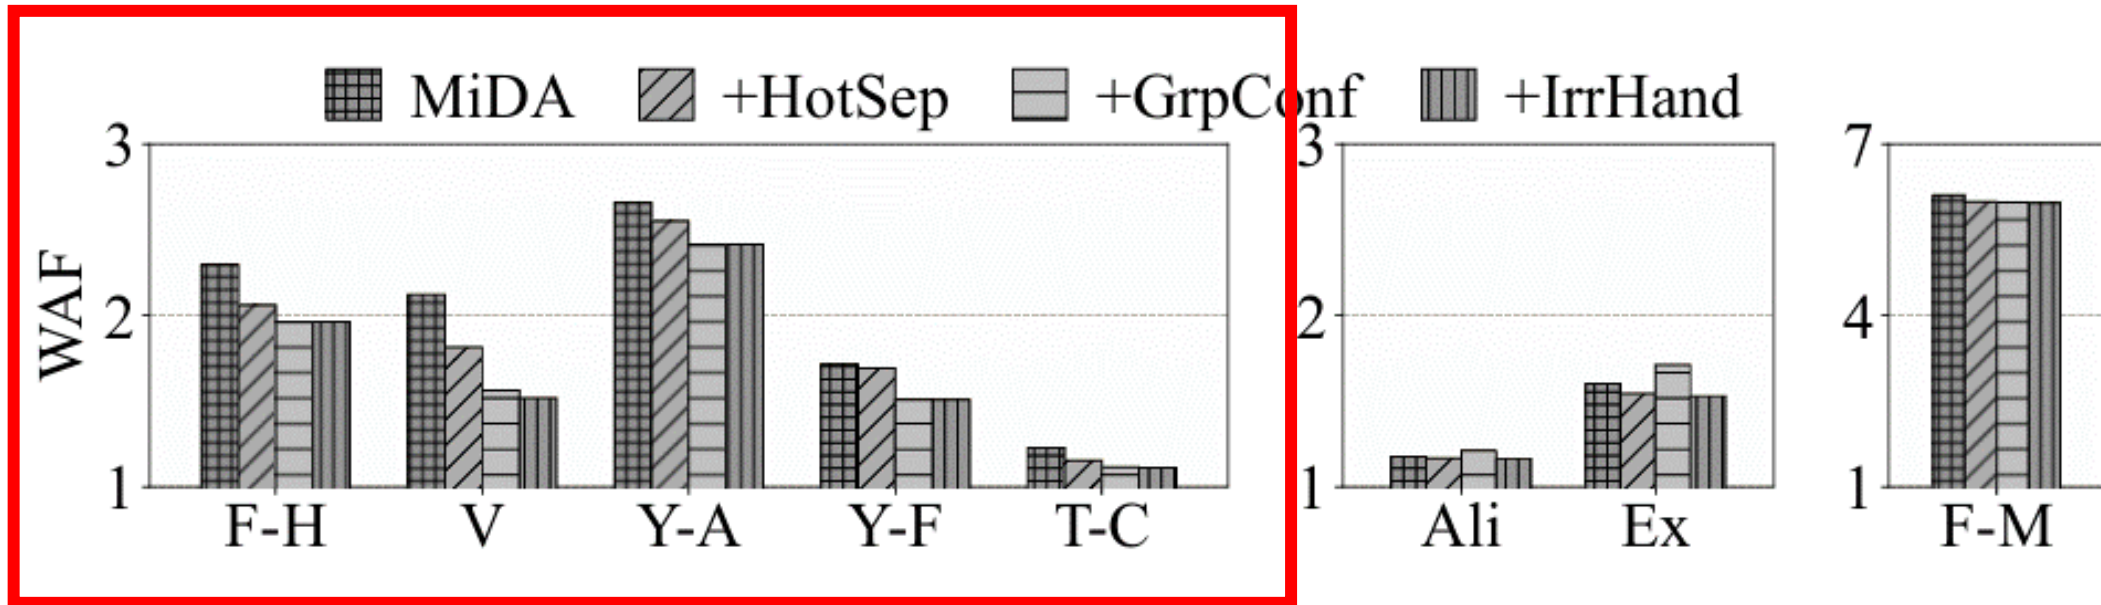 MiDA +HotSep +GrpConf +IrrHand
WAF
3
2
1
F-H V Y-A Y-F T-C
3
2
1
Ali Ex
7
4
1
F-M